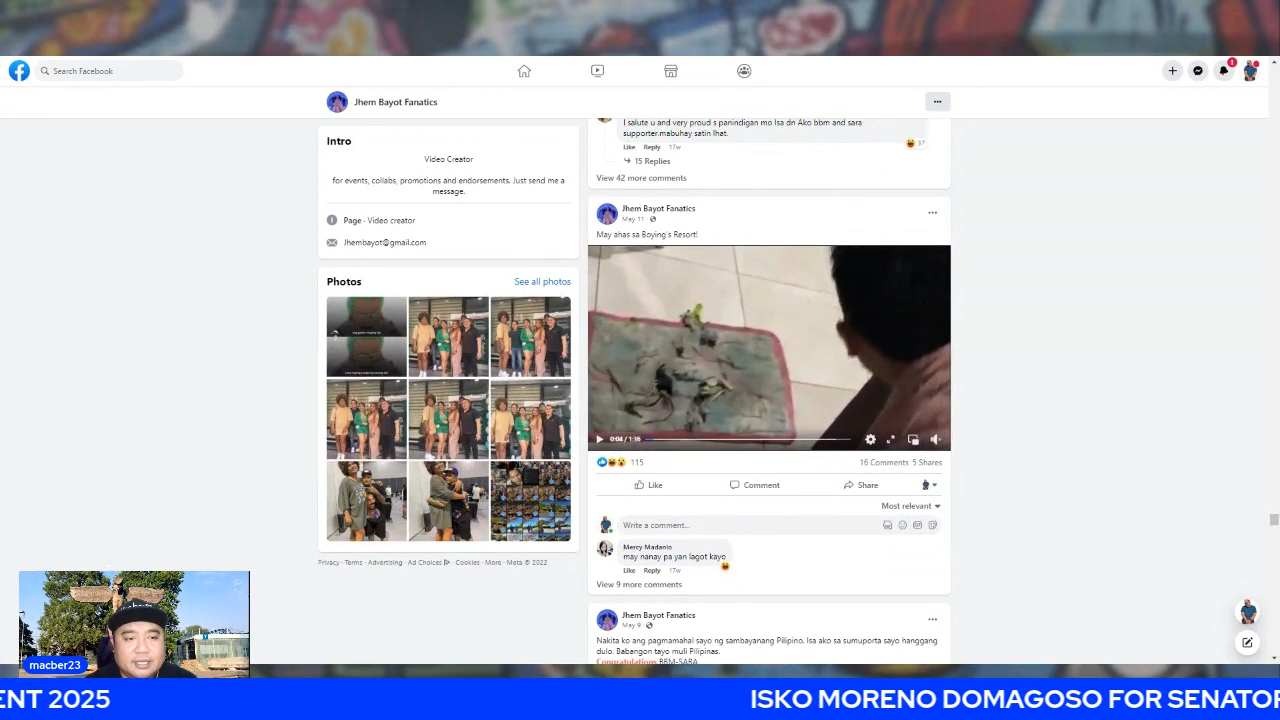 Search Facebook
1
Jhem Bayot Fanatics
Intro
Video Creator
for events, collabs, promotions and endorsements. Just send me a
message.
Page · Video creator
Jhembayot@gmail.com
Photos
See all photos
Privacy · Terms · Advertising · Ad Choices · Cookies · More · Meta © 2022
I salute u and very proud s panindigan mo Isa dn Ako bbm and sara
supporter.mabuhay satin lhat.
37
Like Reply 17w
15 Replies
View 42 more comments
Jhem Bayot Fanatics
May 11 ·
May ahas sa Boying's Resort!
0:04 / 1:36
115
16 Comments 5 Shares
Like Comment Share
Most relevant
Write a comment...
Mercy Madanlo
may nanay pa yan lagot kayo
Like Reply 17w
View 9 more comments
Jhem Bayot Fanatics
May 9 ·
Nakita ko ang pagmamahal sayo ng sambayanang Pilipino. Isa ako sa sumuporta sayo hanggang
dulo. Babangon tayo muli Pilipinas.
Congratulations BBM-SARA
macber23
ENT 2025
ISKO MORENO DOMAGOSO FOR SENATOR